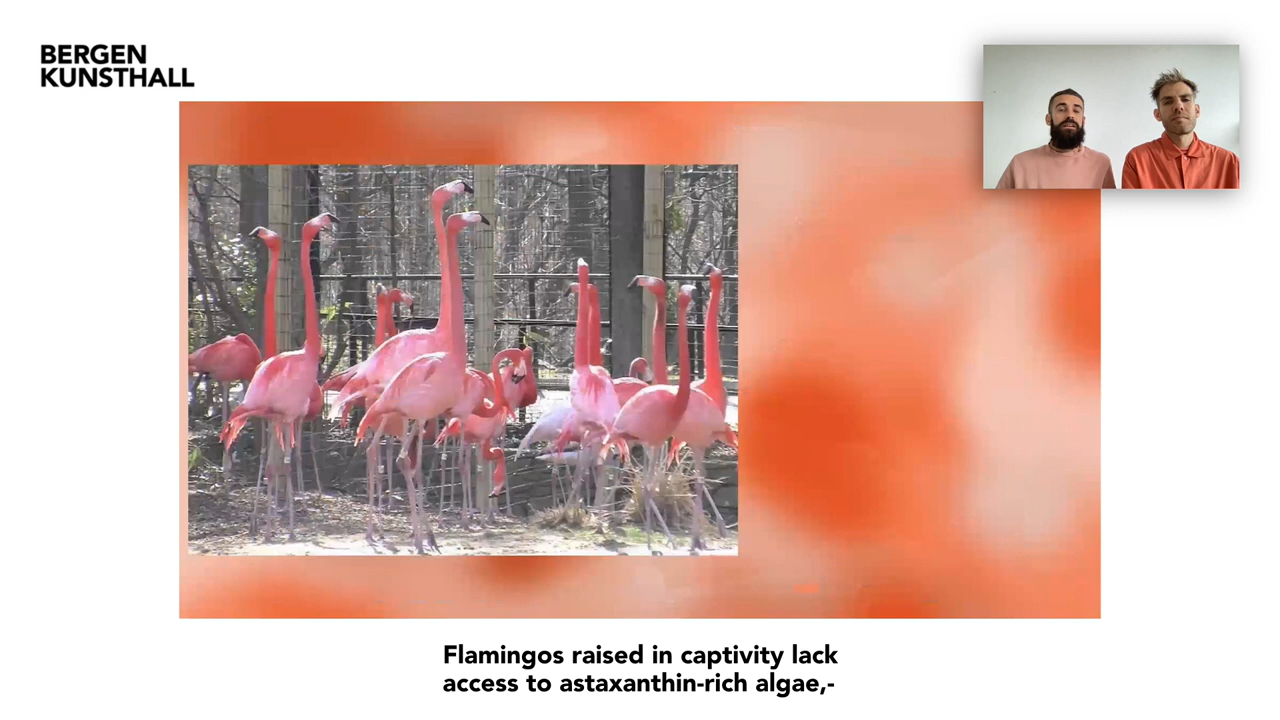 BERGEN
KUNSTHALL
Flamingos raised in captivity lack
access to astaxanthin-rich algae,-